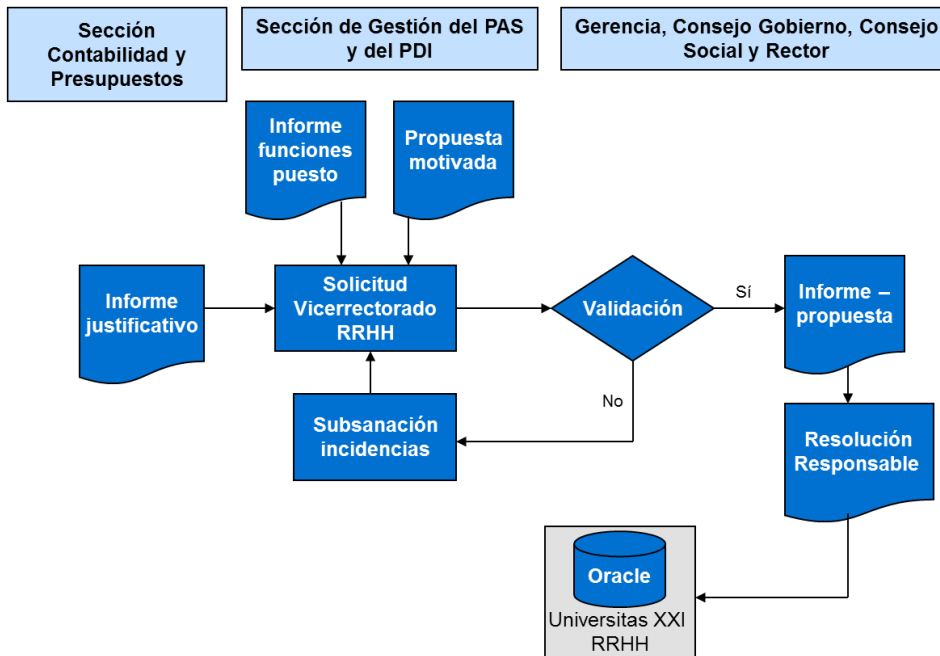 Sección
Contabilidad y
Presupuestos
Sección de Gestión del PAS
y del PDI
Gerencia, Consejo Gobierno, Consejo
Social y Rector
Informe
funciones
puesto
Propuesta
motivada
Informe
justificativo
Solicitud
Vicerrectorado
RRHH
Validación
Sí
Informe –
propuesta
No
Subsanación
incidencias
Resolución
Responsable
Oracle
Universitas XXI
RRHH